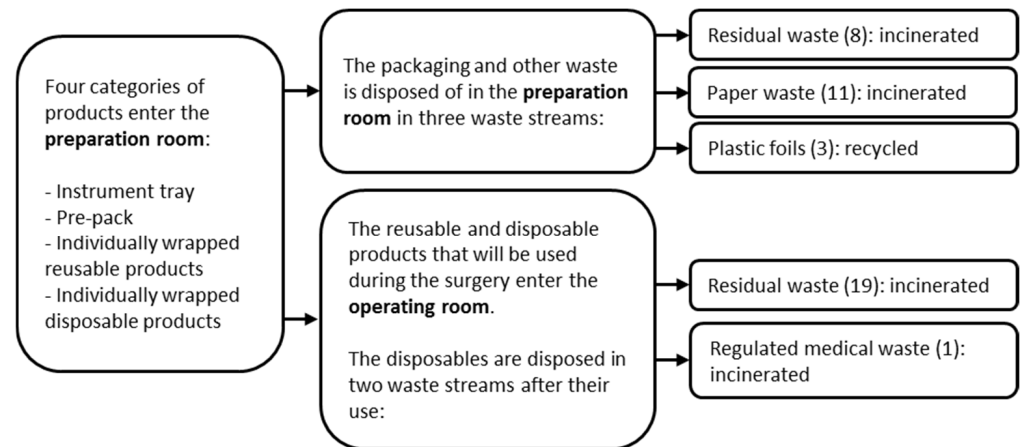 Four categories of
products enter the
preparation room:
- Instrument tray
- Pre-pack
- Individually wrapped
reusable products
- Individually wrapped
disposable products
The packaging and other waste
is disposed of in the preparation
room in three waste streams:
Residual waste (8): incinerated
Paper waste (11): incinerated
Plastic foils (3): recycled
The reusable and disposable
products that will be used
during the surgery enter the
operating room.
The disposables are disposed in
two waste streams after their
use:
Residual waste (19): incinerated
Regulated medical waste (1):
incinerated